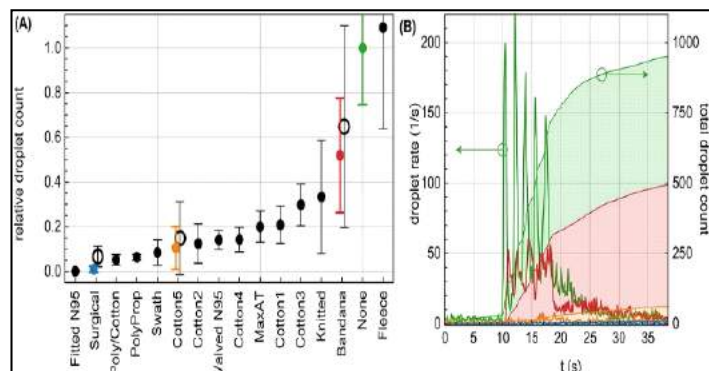 (A)
relative droplet count
1.0
0.8
0.6
0.4
0.2
0.0
Fitted N95
Surgical
Poly/Cotton
PolyProp
Swath
Cotton5
Cotton2
Valved N95
Cotton4
MaxAT
Cotton1
Cotton3
Knitted
Bandana
None
Fleece
(B)
droplet rate (1/s)
200
150
100
50
0
0 5 10 15 20 25 30 35
t (s)
1000
750
500
250
0
total droplet count